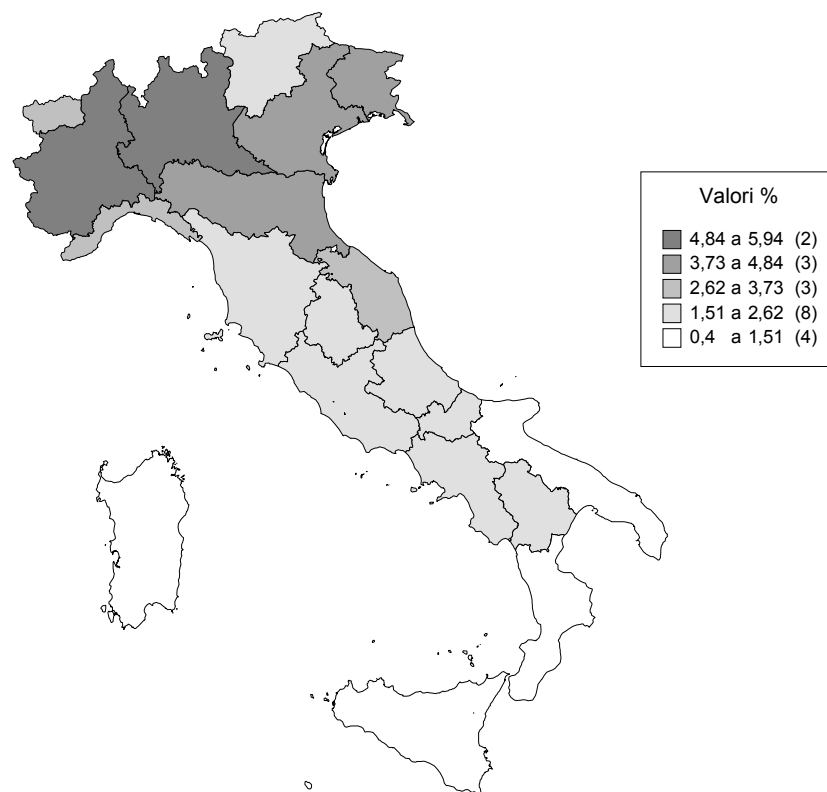 Valori %
4,84 a 5,94 (2)
3,73 a 4,84 (3)
2,62 a 3,73 (3)
1,51 a 2,62 (8)
0,4 a 1,51 (4)